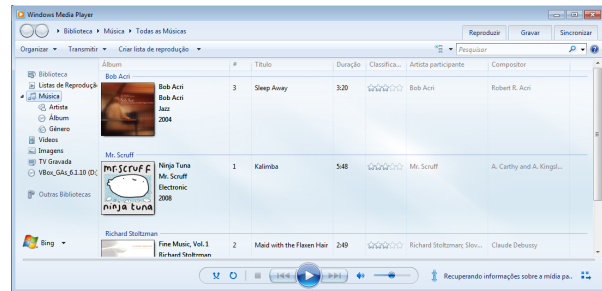 Windows Media Player
Biblioteca Música Todas as Músicas
Reproduzir Gravar Sincronizar
Organizar Transmitir Criar lista de reprodução Pesquisar
Álbum # Título Duração Classifica... Artista participante Compositor
Biblioteca
Listas de Reproduçã
Música
Artista
Álbum
Gênero
Vídeos
Imagens
TV Gravada
VBox_GAs_6.1.10 (D:
Outras Bibliotecas
Bing
Bob Acri
Bob Acri 3 Sleep Away 3:20 Bob Acri Robert R. Acri
Bob Acri
Jazz
2004
Mr. Scruff
mr.scruff
ninja tuna
Ninja Tuna 1 Kalimba 5:48 Mr. Scruff A. Carthy and A. Kingsl...
Mr. Scruff
Electronic
2008
Richard Stoltzman
Fine Music, Vol. 1 2 Maid with the Flaxen Hair 2:49 Richard Stoltzman; Slov... Claude Debussy
Richard Stoltzman
Recuperando informações sobre a mídia pa..